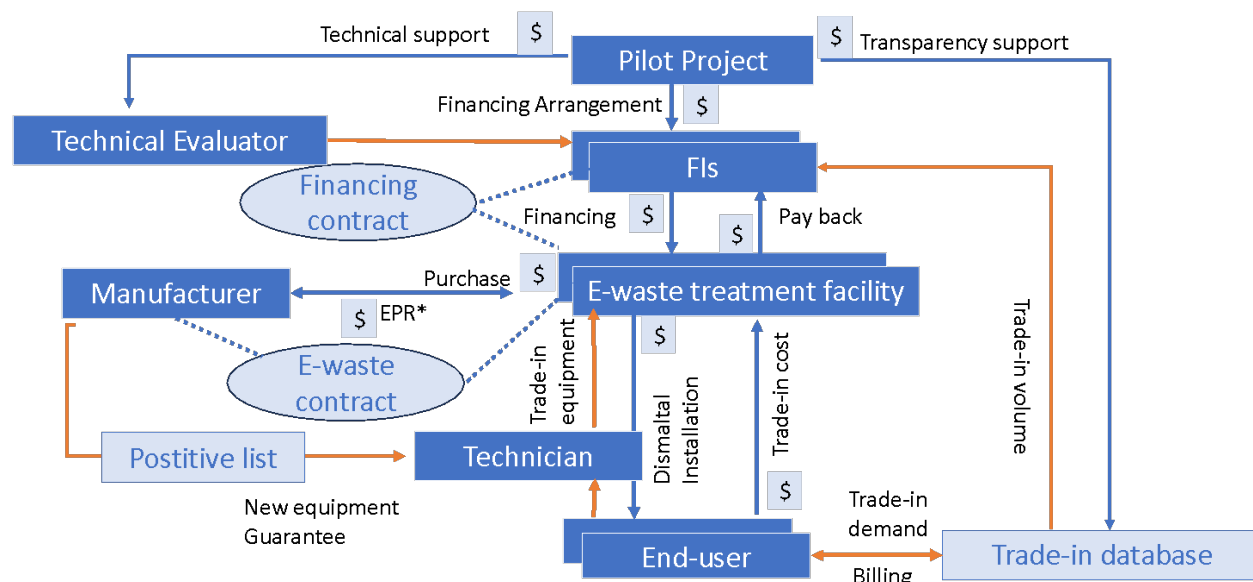 Technical support
$
$
Transparency support
Pilot Project
Financing Arrangement
$
Technical Evaluator
FIs
Financing
contract
Financing
$
$
Pay back
Purchase
$
Manufacturer
E-waste treatment facility
$
EPR*
$
E-waste
contract
Trade-in
equipment
Dismaltal
Installation
Trade-in cost
Trade-in volume
Postitive list
Technician
$
New equipment
Guarantee
Trade-in
demand
End-user
Trade-in database
Billing